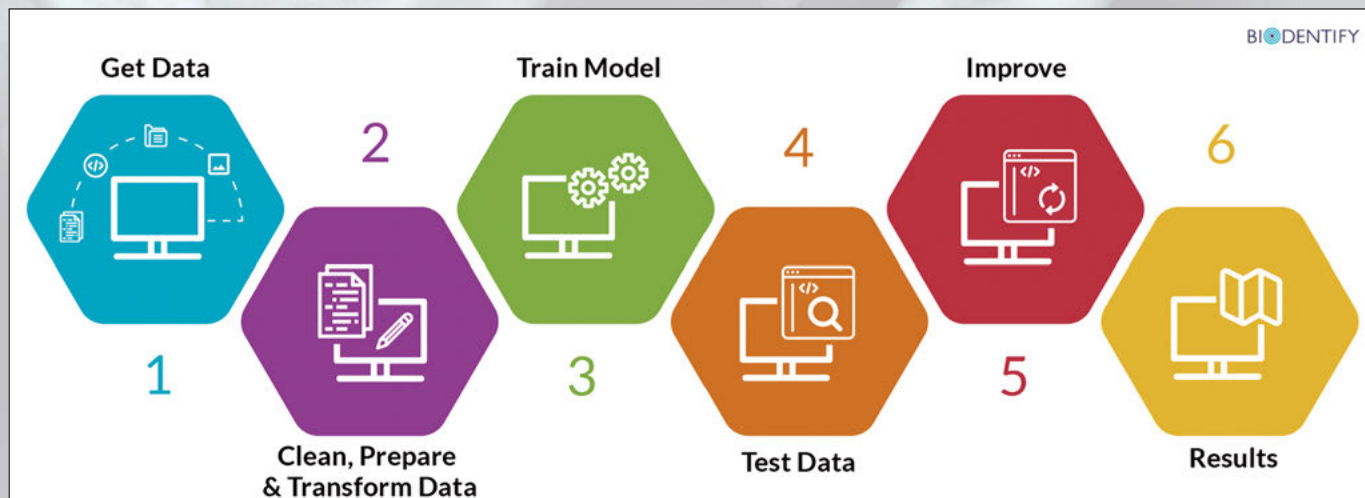 BIODENTIFY
Get Data
Train Model
Improve
2
4
6
</>
</>
</>
</>
1
3
5
Clean, Prepare
& Transform Data
Test Data
Results